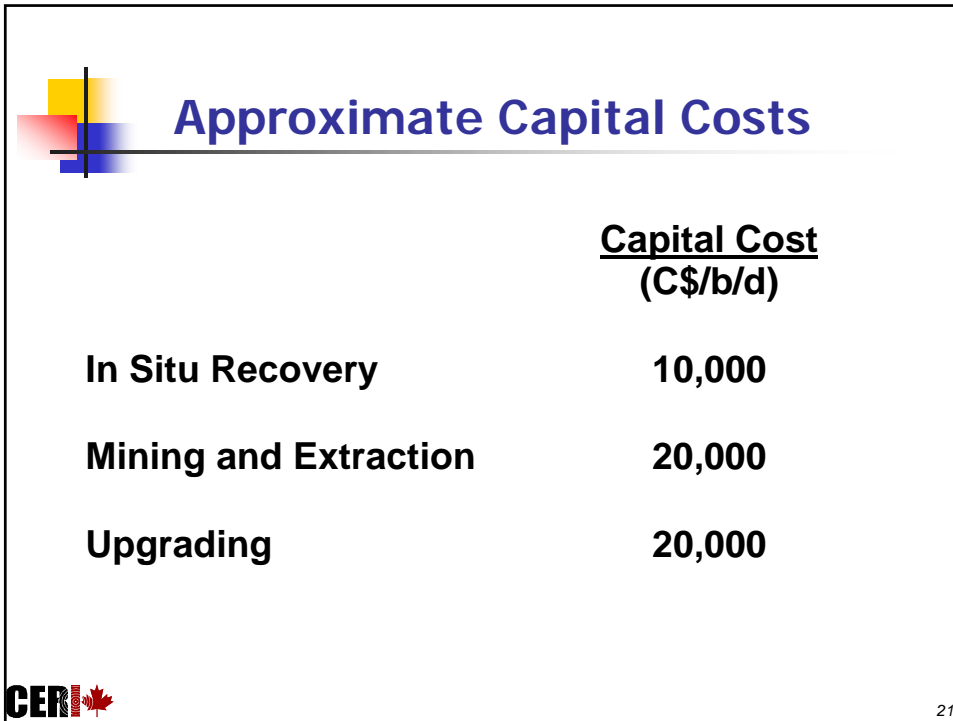 Approximate Capital Costs
Capital Cost
(C$/b/d)
In Situ Recovery 10,000
Mining and Extraction 20,000
Upgrading 20,000
CERI
21